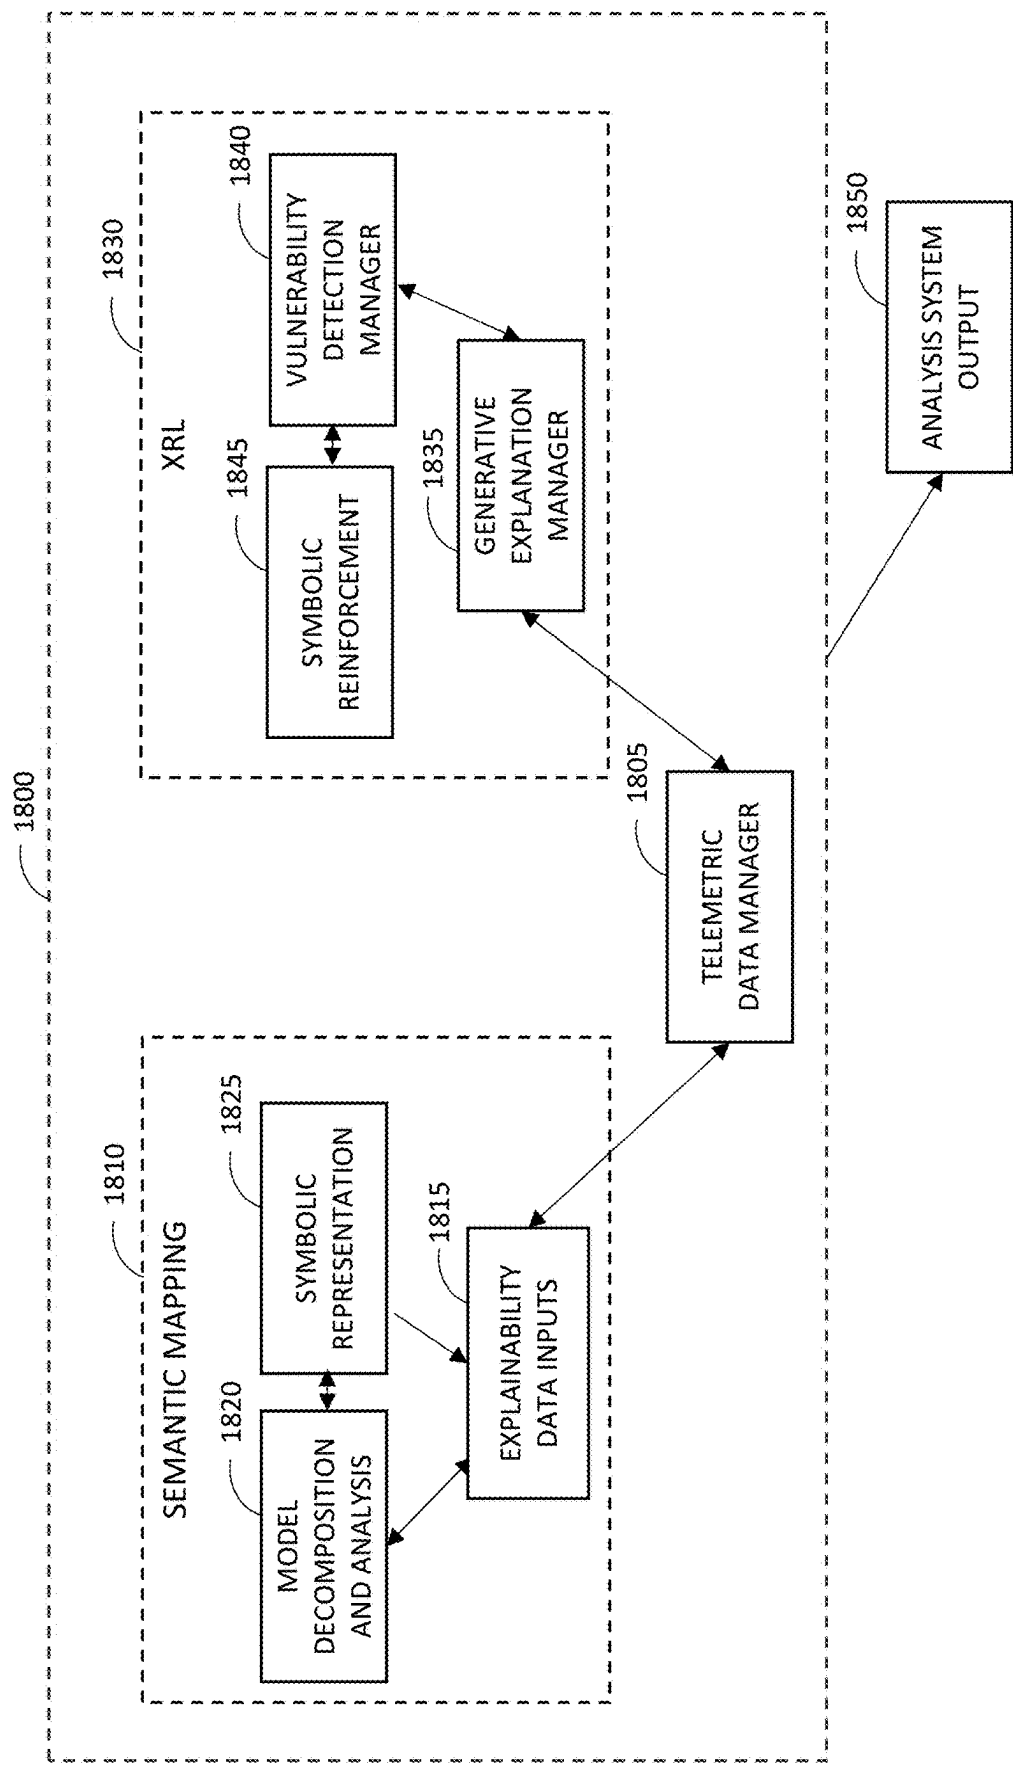 1800
1810
SEMANTIC MAPPING
1820
MODEL
DECOMPOSITION
AND ANALYSIS
1825
SYMBOLIC
REPRESENTATION
1815
EXPLAINABILITY
DATA INPUTS
1830
XRL
1845
SYMBOLIC
REINFORCEMENT
1840
VULNERABILITY
DETECTION
MANAGER
1835
GENERATIVE
EXPLANATION
MANAGER
1805
TELEMETRIC
DATA MANAGER
1850
ANALYSIS SYSTEM
OUTPUT